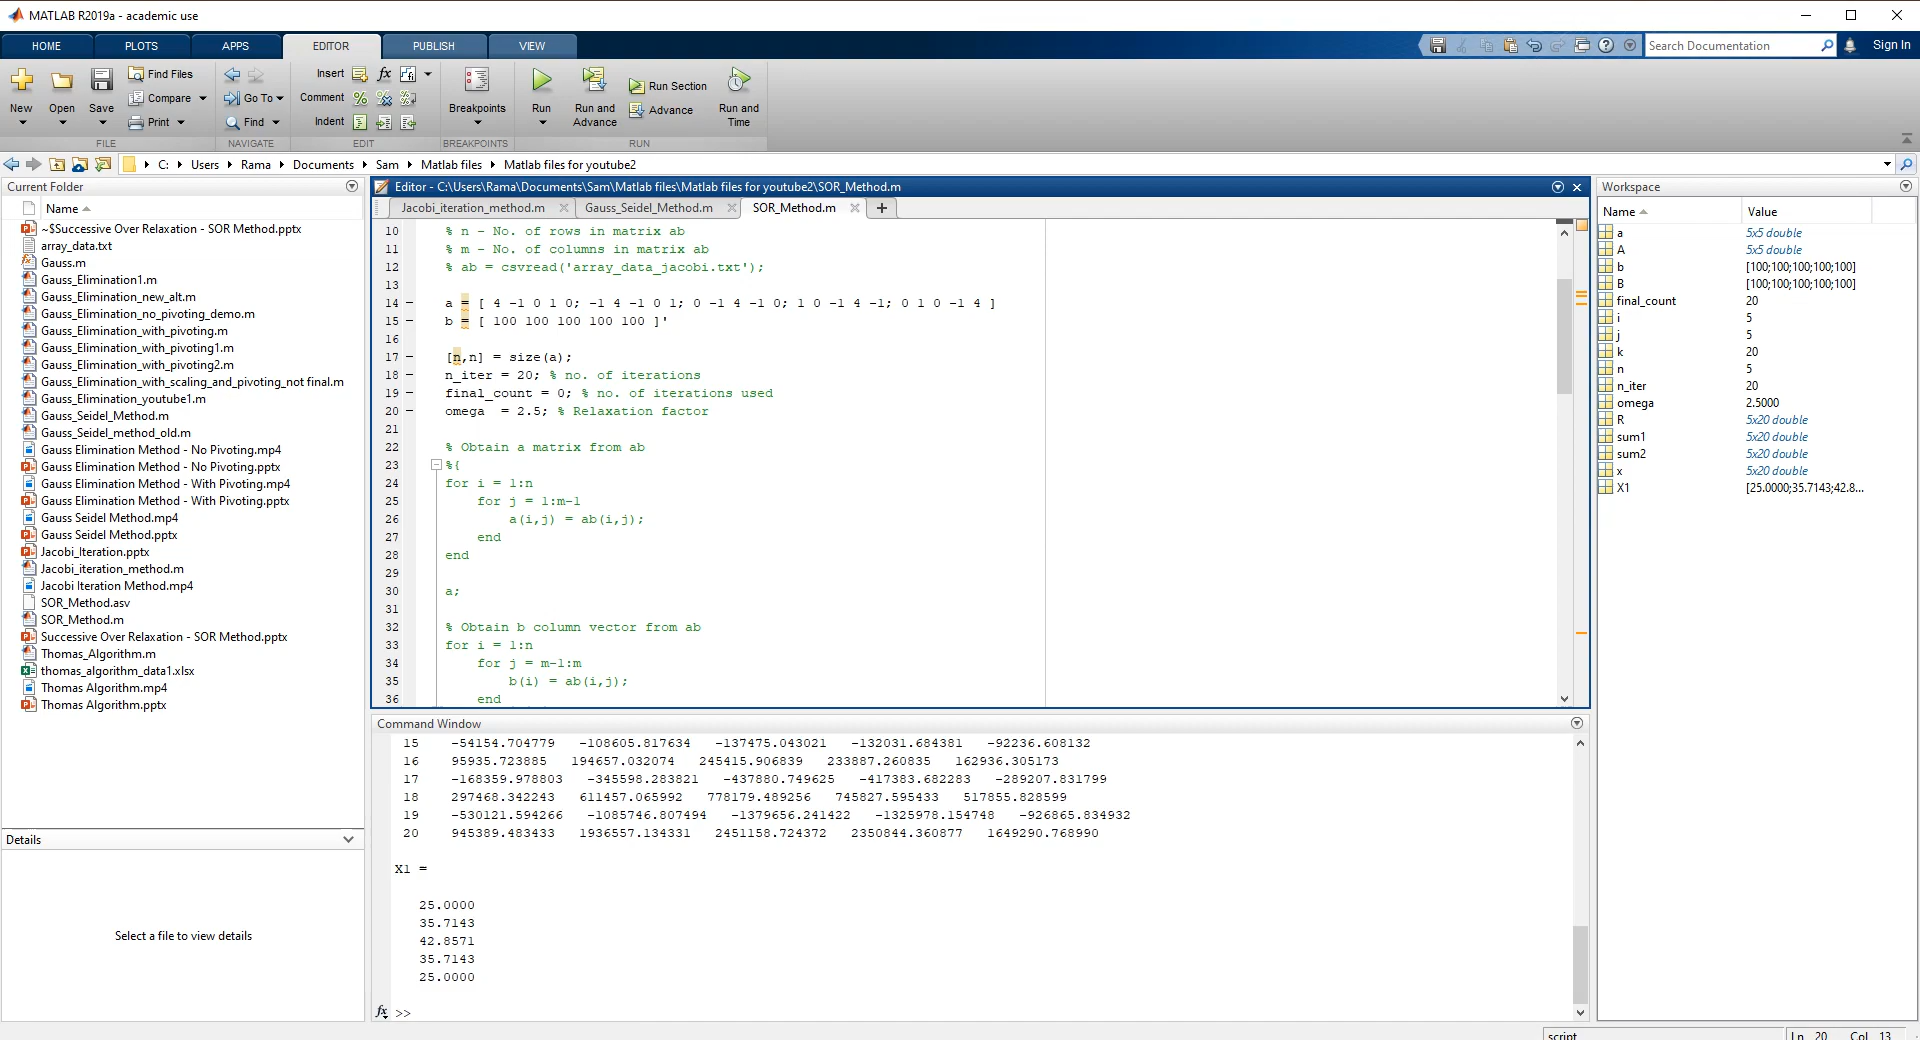 MATLAB R2019a - academic use
HOME PLOTS APPS EDITOR PUBLISH VIEW
Search Documentation
Sign In
New
Open
Save
Find Files
Compare
Print
FILE
Go To
Find
NAVIGATE
Insert
Comment
Indent
EDIT
Breakpoints
BREAKPOINTS
Run
Run and Advance
Run Section
Advance
Run and Time
RUN
C: Users Rama Documents Sam Matlab files Matlab files for youtube2
Current Folder
Name
~$Successive Over Relaxation - SOR Method.pptx
array_data.txt
Gauss.m
Gauss_Elimination1.m
Gauss_Elimination_new_alt.m
Gauss_Elimination_no_pivoting_demo.m
Gauss_Elimination_with_pivoting.m
Gauss_Elimination_with_pivoting1.m
Gauss_Elimination_with_pivoting2.m
Gauss_Elimination_with_scaling_and_pivoting_not final.m
Gauss_Elimination_youtube1.m
Gauss_Seidel_Method.m
Gauss_Seidel_method_old.m
Gauss Elimination Method - No Pivoting.mp4
Gauss Elimination Method - No Pivoting.pptx
Gauss Elimination Method - With Pivoting.mp4
Gauss Elimination Method - With Pivoting.pptx
Gauss Seidel Method.mp4
Gauss Seidel Method.pptx
Jacobi_Iteration.pptx
Jacobi_iteration_method.m
Jacobi Iteration Method.mp4
SOR_Method.asv
SOR_Method.m
Successive Over Relaxation - SOR Method.pptx
Thomas_Algorithm.m
thomas_algorithm_data1.xlsx
Thomas Algorithm.mp4
Thomas Algorithm.pptx
Details
Select a file to view details
Editor - C:\Users\Rama\Documents\Sam\Matlab files\Matlab files for youtube2\SOR_Method.m
Jacobi_iteration_method.m Gauss_Seidel_Method.m SOR_Method.m
10 % n - No. of rows in matrix ab
11 % m - No. of columns in matrix ab
12 % ab = csvread('array_data_jacobi.txt');
13
14 – a = [ 4 -1 0 1 0; -1 4 -1 0 1; 0 -1 4 -1 0; 1 0 -1 4 -1; 0 1 0 -1 4 ]
15 – b = [ 100 100 100 100 100 ]'
16
17 – [n,n] = size(a);
18 – n_iter = 20; % no. of iterations
19 – final_count = 0; % no. of iterations used
20 – omega  = 2.5; % Relaxation factor
21
22 % Obtain a matrix from ab
23 %{
24 for i = 1:n
25 for j = 1:m-1
26 a(i,j) = ab(i,j);
27 end
28 end
29
30 a;
31
32 % Obtain b column vector from ab
33 for i = 1:n
34 for j = m-1:m
35 b(i) = ab(i,j);
36 end
Command Window
15 -54154.704779 -108605.817634 -137475.043021 -132031.684381 -92236.608132
16 95935.723885 194657.032074 245415.906839 233887.260835 162936.305173
17 -168359.978803 -345598.283821 -437880.749625 -417383.682283 -289207.831799
18 297468.342243 611457.065992 778179.489256 745827.595433 517855.828599
19 -530121.594266 -1085746.807494 -1379656.241422 -1325978.154748 -926865.834932
20 945389.483433 1936557.134331 2451158.724372 2350844.360877 1649290.768990
X1 =
25.0000
35.7143
42.8571
35.7143
25.0000
fx >>
Workspace
Name Value
a 5x5 double
A 5x5 double
b [100;100;100;100;100]
B [100;100;100;100;100]
final_count 20
i 5
j 5
k 20
n 5
n_iter 20
omega 2.5000
R 5x20 double
sum1 5x20 double
sum2 5x20 double
x 5x20 double
X1 [25.0000;35.7143;42.8...
script Ln 20 Col 13